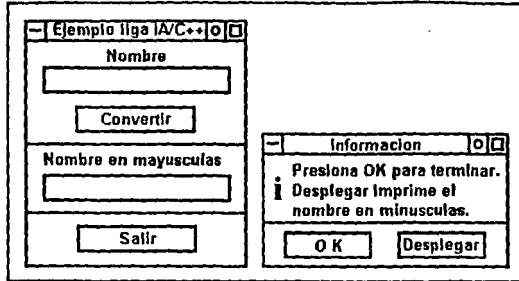 Ejemplo liga IA/C++
Nombre
Convertir
Nombre en mayusculas
Salir
Informacion
Presiona OK para terminar.
Desplegar imprime el
nombre en minusculas.
OK
Desplegar